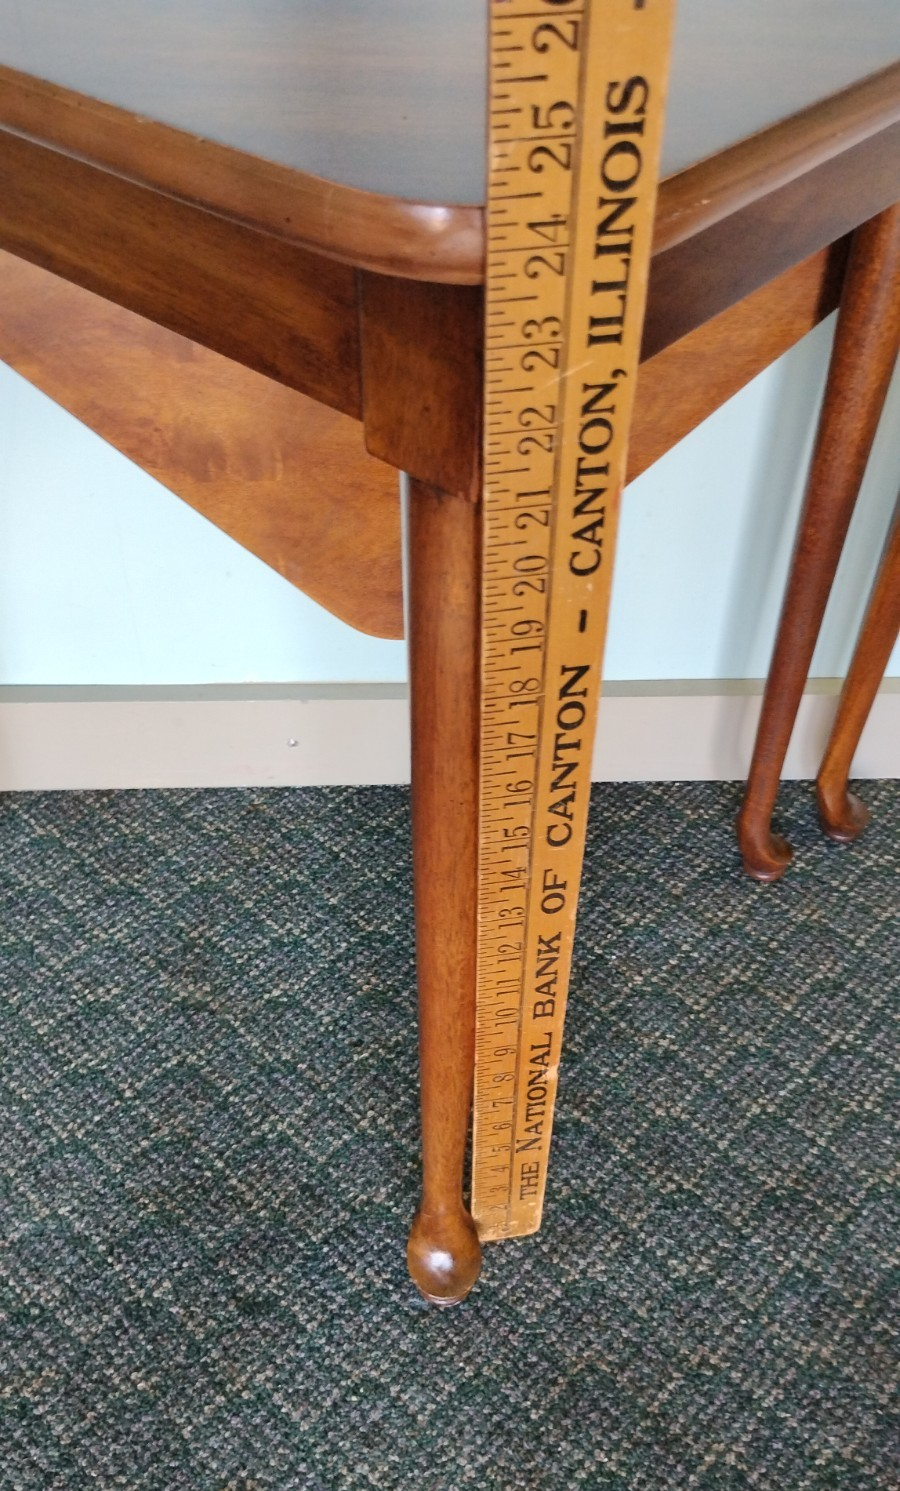 THE NATIONAL BANK OF CANTON - CANTON, ILLINOIS -
2 3 4 5 6 7 8 9 10 11 12 13 14 15 16 17 18 19 20 21 22 23 24 25